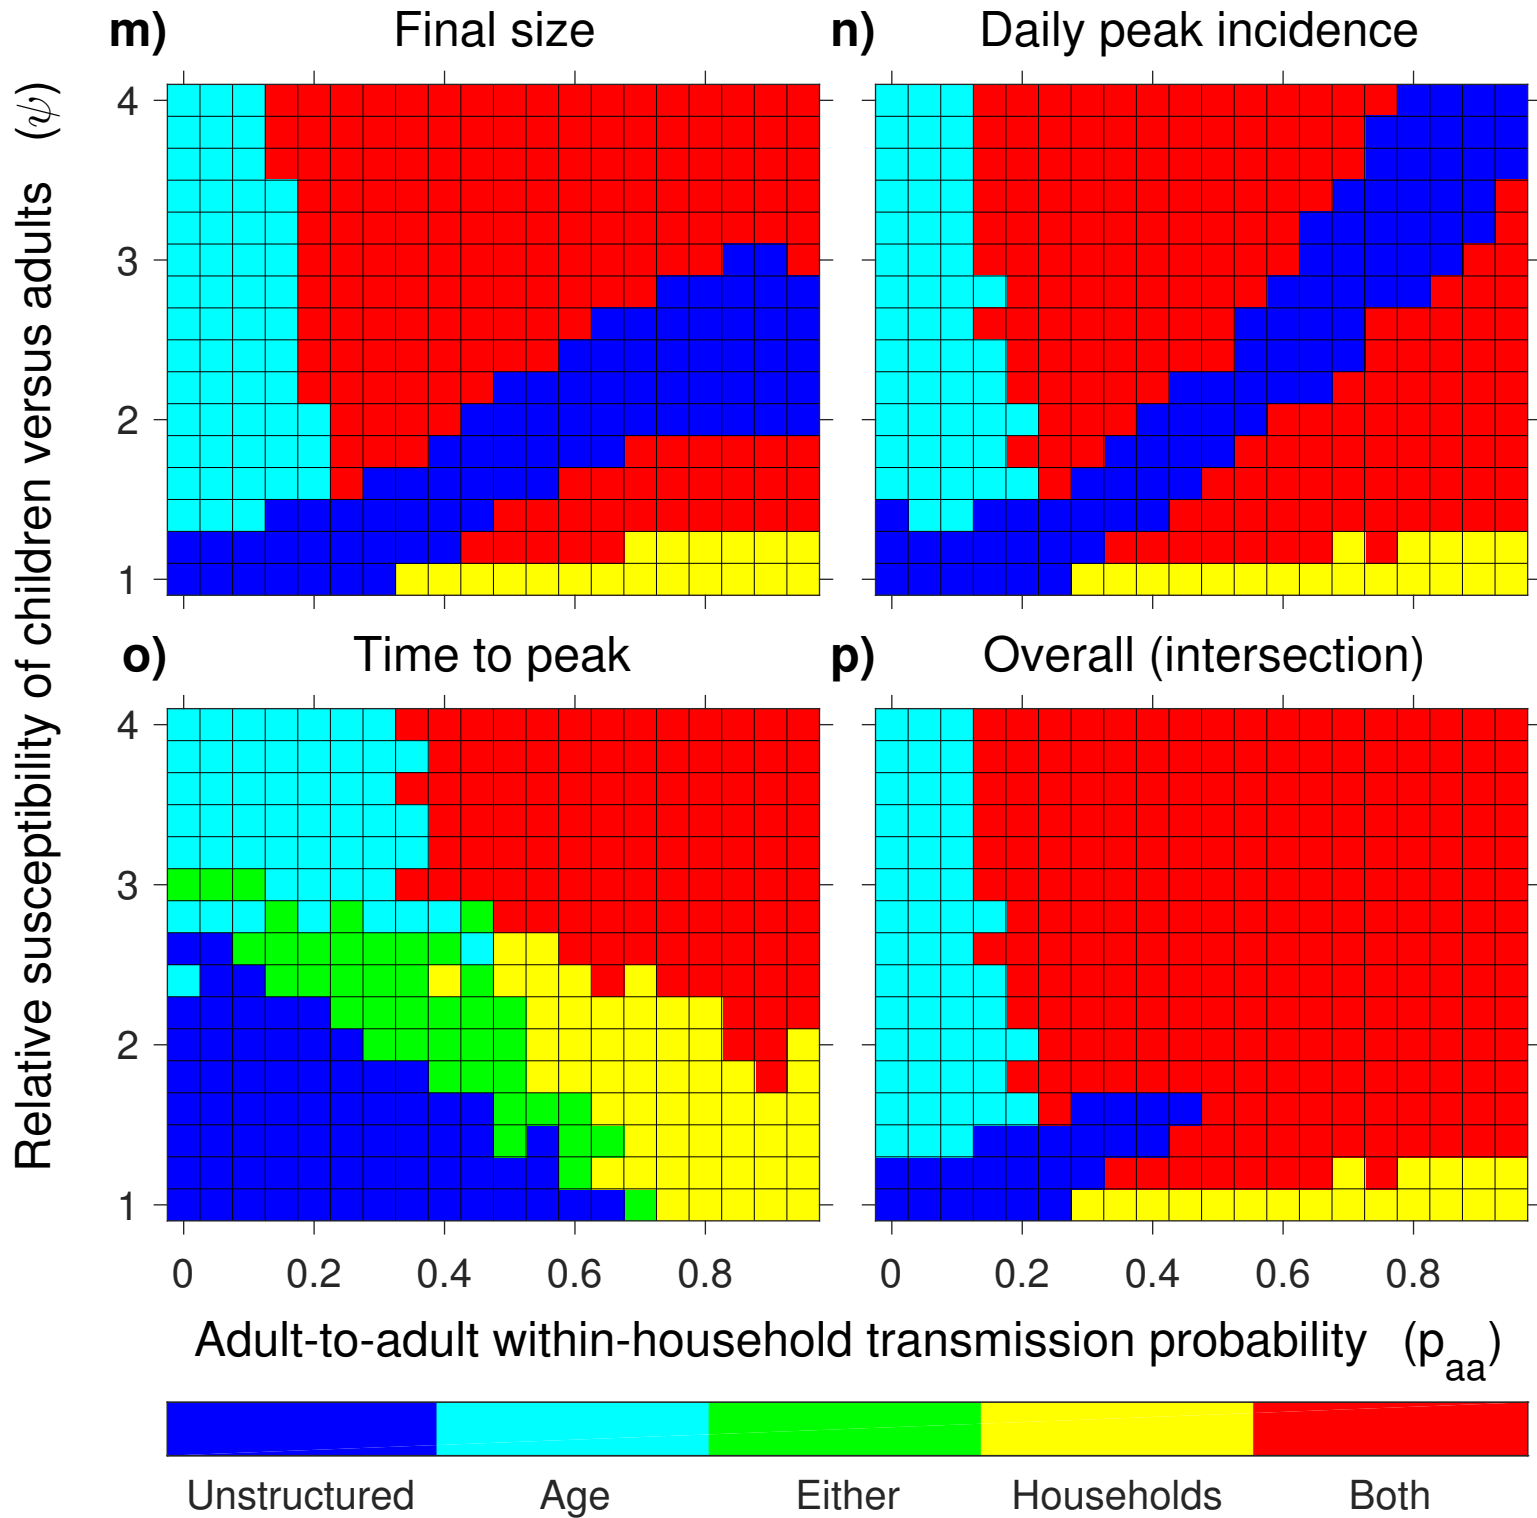 m) Final size
n) Daily peak incidence
Relative susceptibility of children versus adults (ψ)
4
3
2
1
o) Time to peak
p) Overall (intersection)
4
3
2
1
0 0.2 0.4 0.6 0.8
0 0.2 0.4 0.6 0.8
Adult-to-adult within-household transmission probability (p_aa)
Unstructured Age Either Households Both